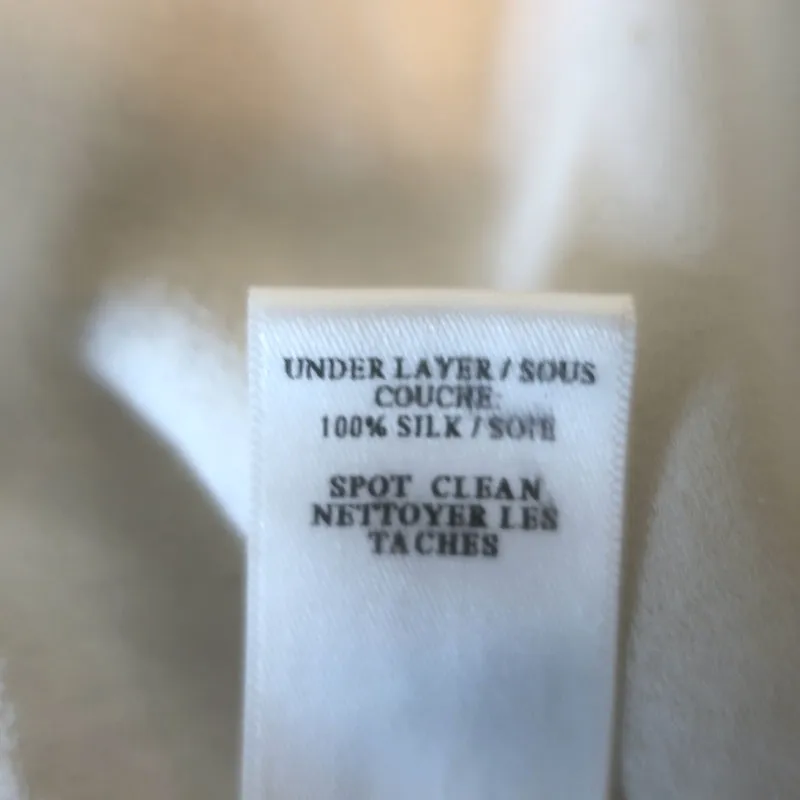 UNDER LAYER / SOUS
COUCHE:
100% SILK / SOIE
SPOT CLEAN
NETTOYER LES
TACHES